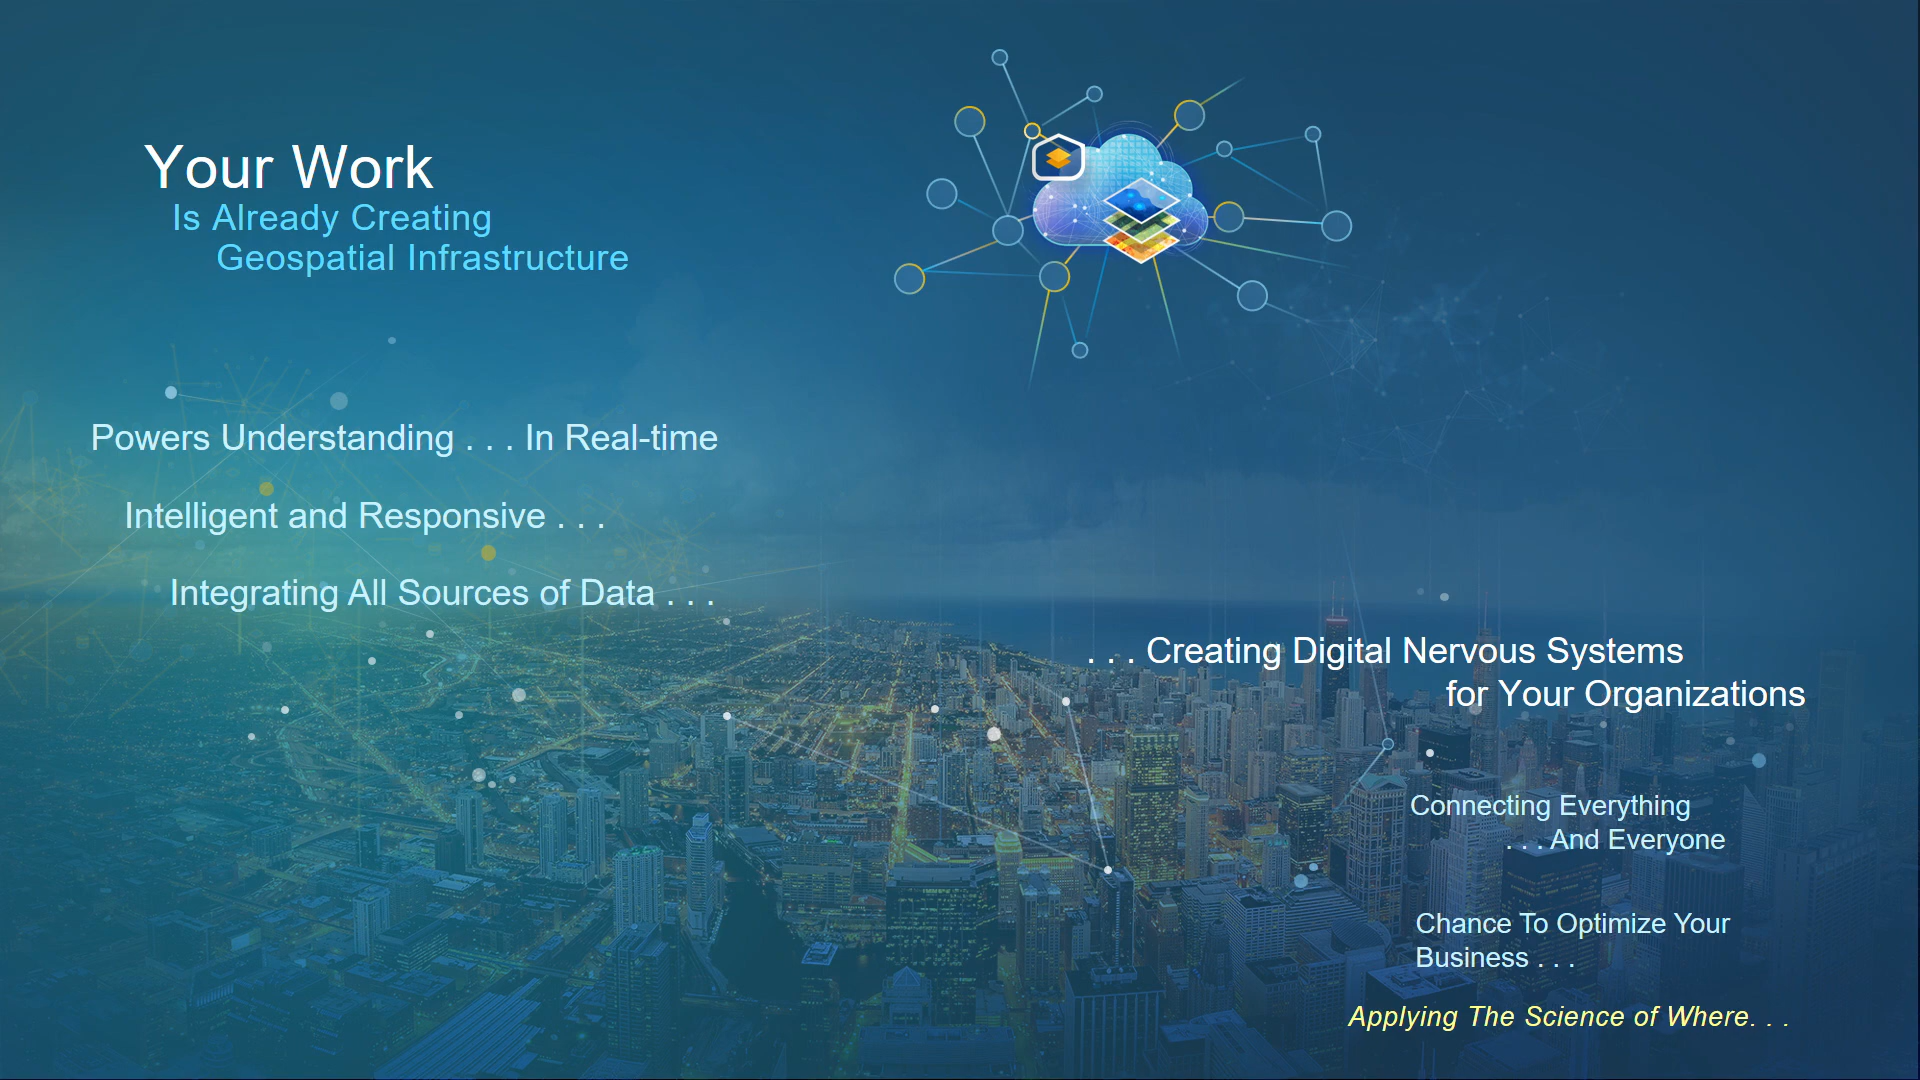 Your Work
Is Already Creating
Geospatial Infrastructure
Powers Understanding . . . In Real-time
Intelligent and Responsive . . .
Integrating All Sources of Data . . .
. . . Creating Digital Nervous Systems
for Your Organizations
Connecting Everything
. . . And Everyone
Chance To Optimize Your
Business . . .
Applying The Science of Where. . .